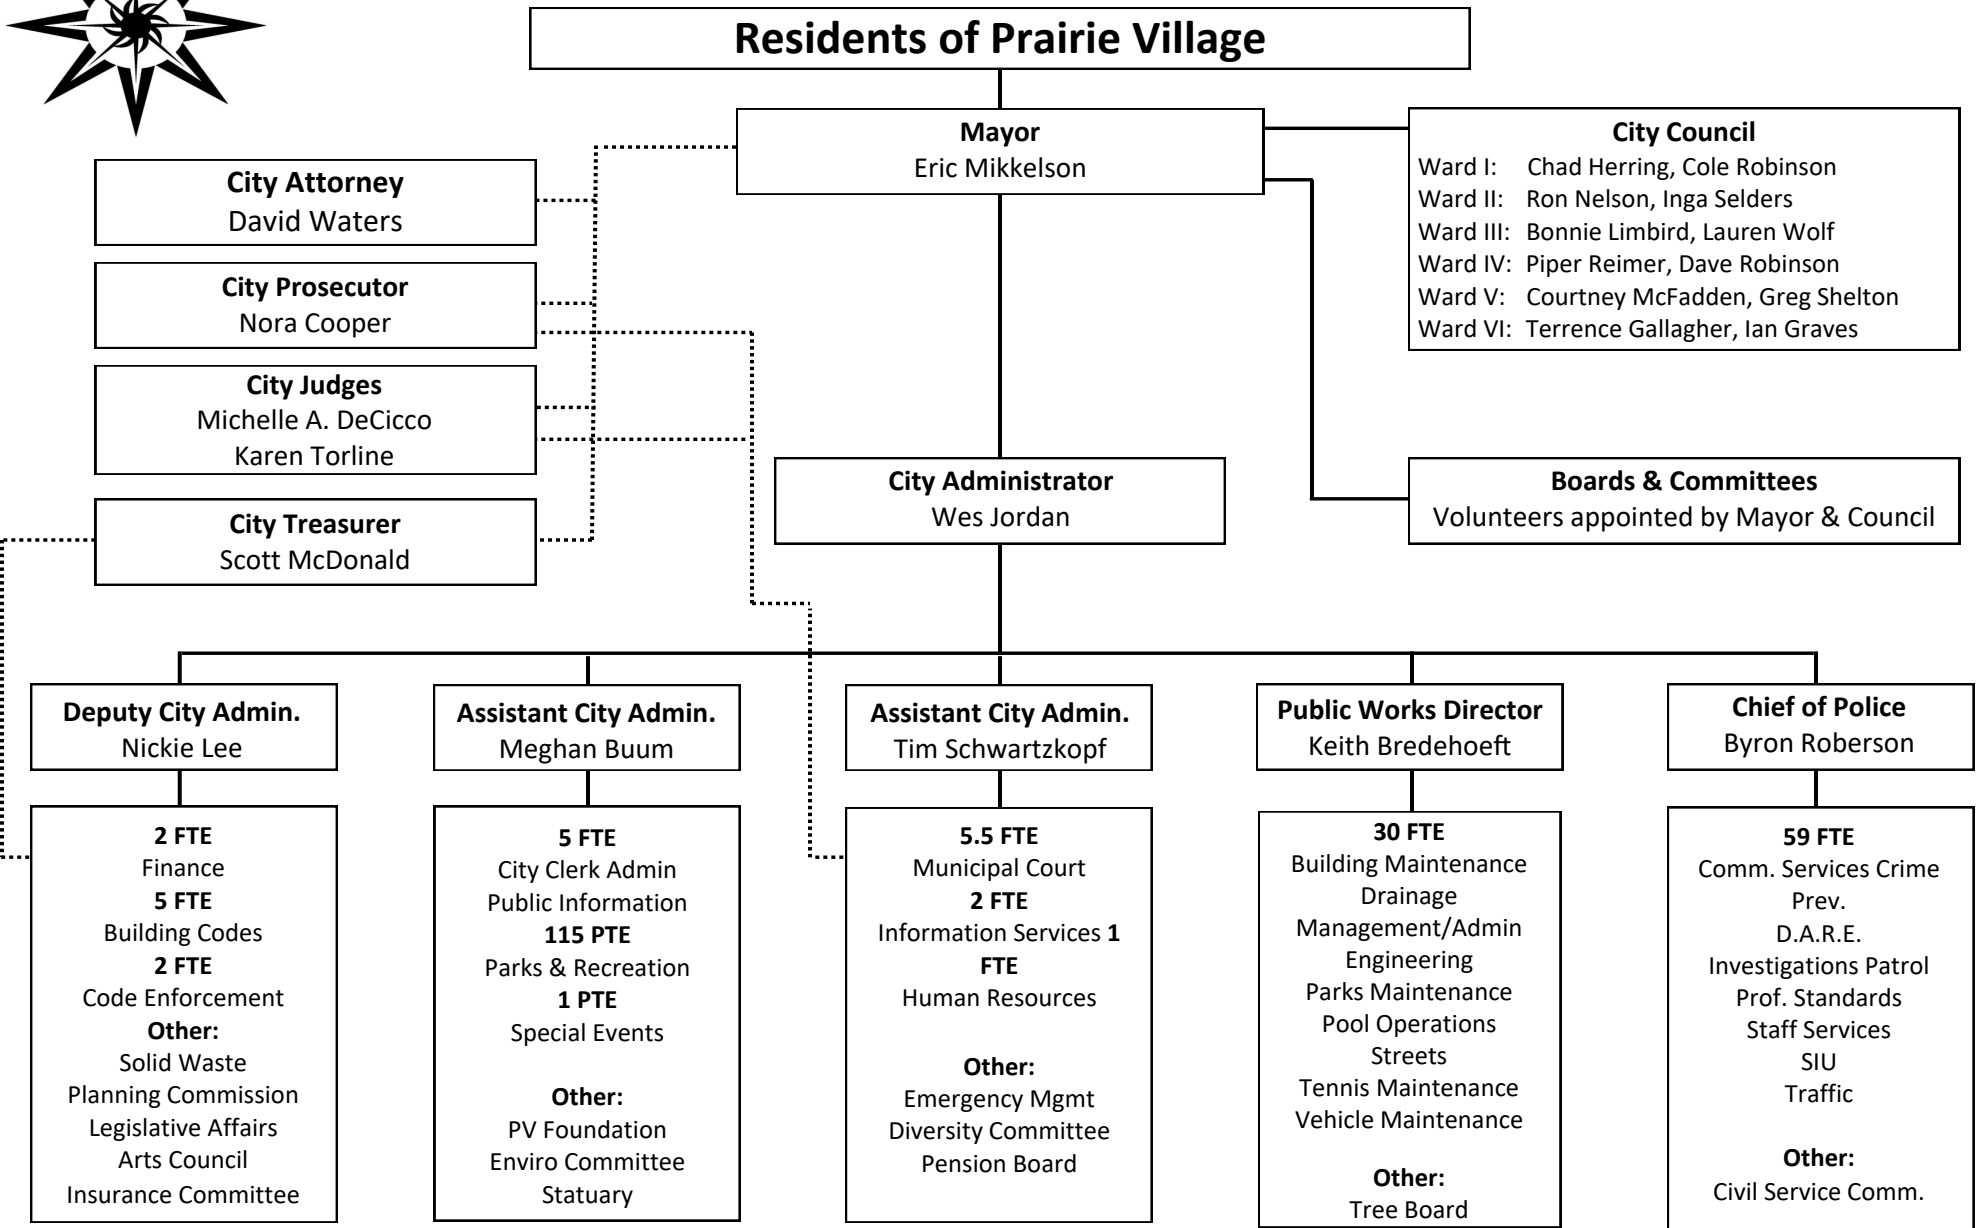 Residents of Prairie Village
Mayor
Eric Mikkelson
City Council
Ward I: Chad Herring, Cole Robinson
Ward II: Ron Nelson, Inga Selders
Ward III: Bonnie Limbird, Lauren Wolf
Ward IV: Piper Reimer, Dave Robinson
Ward V: Courtney McFadden, Greg Shelton
Ward VI: Terrence Gallagher, Ian Graves
City Attorney
David Waters
City Prosecutor
Nora Cooper
City Judges
Michelle A. DeCicco
Karen Torline
City Treasurer
Scott McDonald
City Administrator
Wes Jordan
Boards & Committees
Volunteers appointed by Mayor & Council
Deputy City Admin.
Nickie Lee
2 FTE
Finance
5 FTE
Building Codes
2 FTE
Code Enforcement
Other:
Solid Waste
Planning Commission
Legislative Affairs
Arts Council
Insurance Committee
Assistant City Admin.
Meghan Buum
5 FTE
City Clerk Admin
Public Information
115 PTE
Parks & Recreation
1 PTE
Special Events
Other:
PV Foundation
Enviro Committee
Statuary
Assistant City Admin.
Tim Schwartzkopf
5.5 FTE
Municipal Court
2 FTE
Information Services 1
FTE
Human Resources
Other:
Emergency Mgmt
Diversity Committee
Pension Board
Public Works Director
Keith Bredehoeft
30 FTE
Building Maintenance
Drainage
Management/Admin
Engineering
Parks Maintenance
Pool Operations
Streets
Tennis Maintenance
Vehicle Maintenance
Other:
Tree Board
Chief of Police
Byron Roberson
59 FTE
Comm. Services Crime
Prev.
D.A.R.E.
Investigations Patrol
Prof. Standards
Staff Services
SIU
Traffic
Other:
Civil Service Comm.